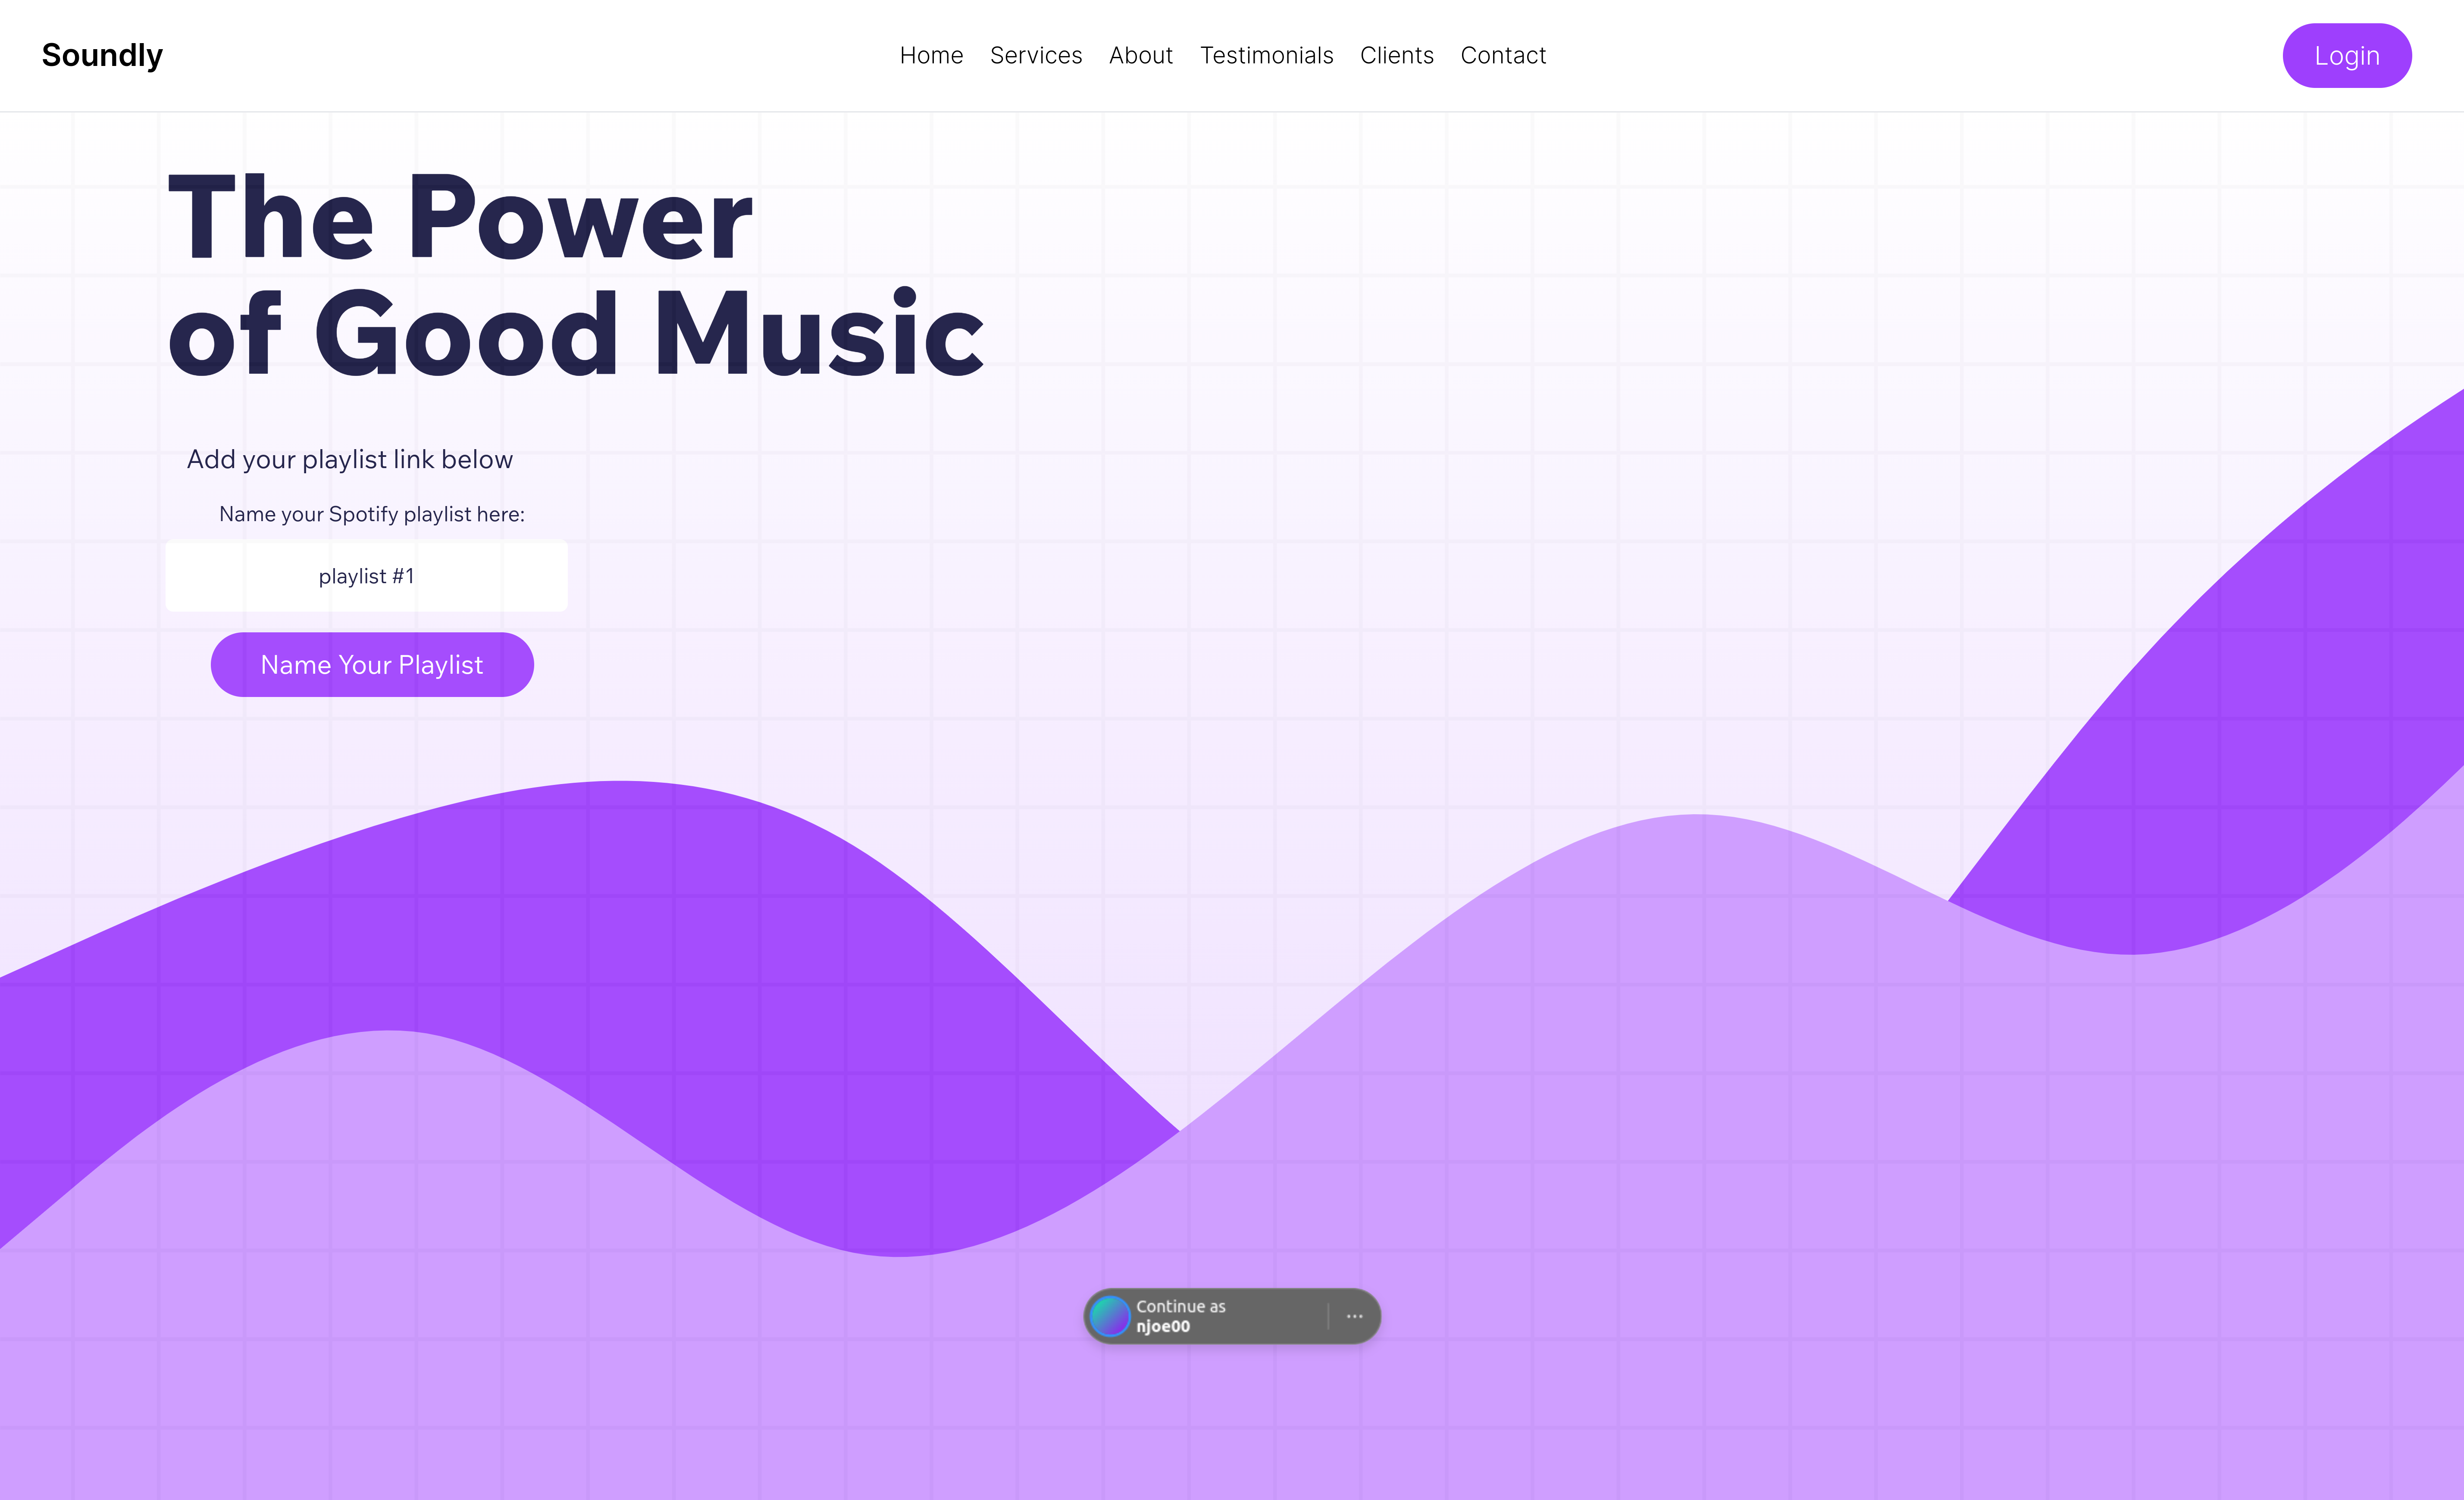 Soundly
Home Services About Testimonials Clients Contact
Login
The Power
of Good Music
Add your playlist link below
Name your Spotify playlist here:
playlist #1
Name Your Playlist
Continue as
njoe00